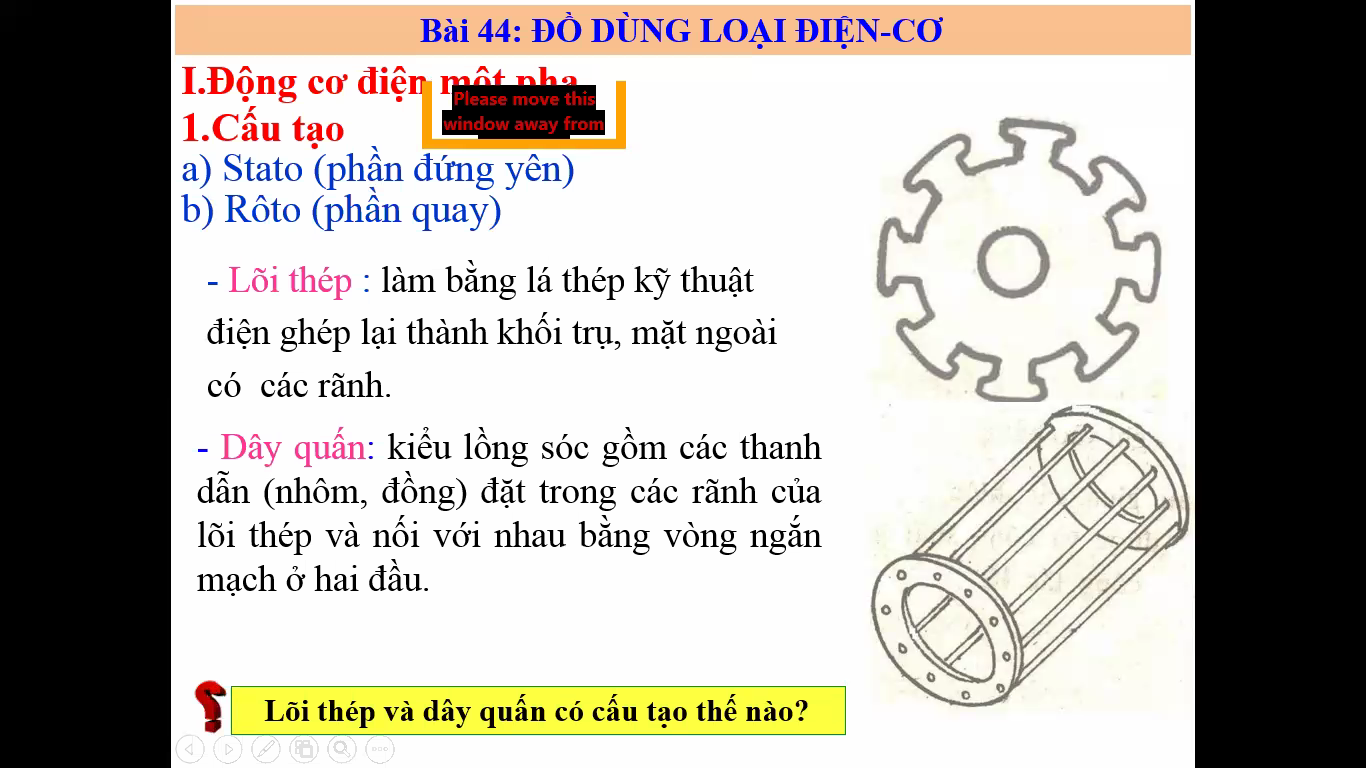 Bài 44: ĐỒ DÙNG LOẠI ĐIỆN-CƠ
I.Động cơ điện một pha
Please move this
window away from
1.Cấu tạo
a) Stato (phần đứng yên)
b) Rôto (phần quay)
- Lõi thép : làm bằng lá thép kỹ thuật
điện ghép lại thành khối trụ, mặt ngoài
có các rãnh.
- Dây quấn: kiểu lồng sóc gồm các thanh
dẫn (nhôm, đồng) đặt trong các rãnh của
lõi thép và nối với nhau bằng vòng ngắn
mạch ở hai đầu.
Lõi thép và dây quấn có cấu tạo thế nào?